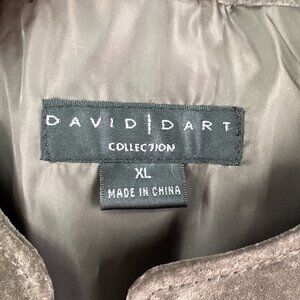 DAVID | DART
COLLECTION
XL
MADE IN CHINA